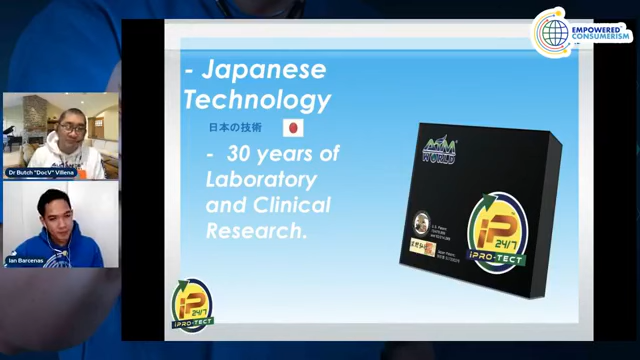 EMPOWERED
CONSUMERISM
- Japanese
Technology
日本の技術
- 30 years of
Laboratory
and Clinical
Research.
Dr Butch "DocV" Villena
Ian Barcenas
AIM
WORLD
iP
24/7
iPRO-TECT
iP
24/7
iPRO-TECT